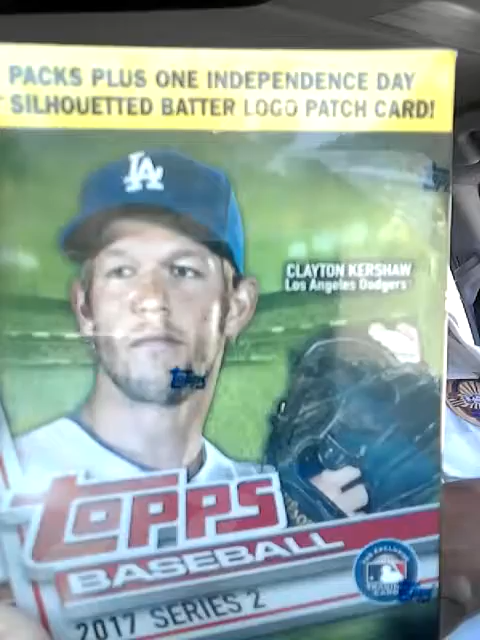 PACKS PLUS ONE INDEPENDENCE DAY
SILHOUETTED BATTER LOGO PATCH CARD!
LA
CLAYTON KERSHAW
Los Angeles Dodgers
Topps
Topps
BASEBALL
2017 SERIES 2